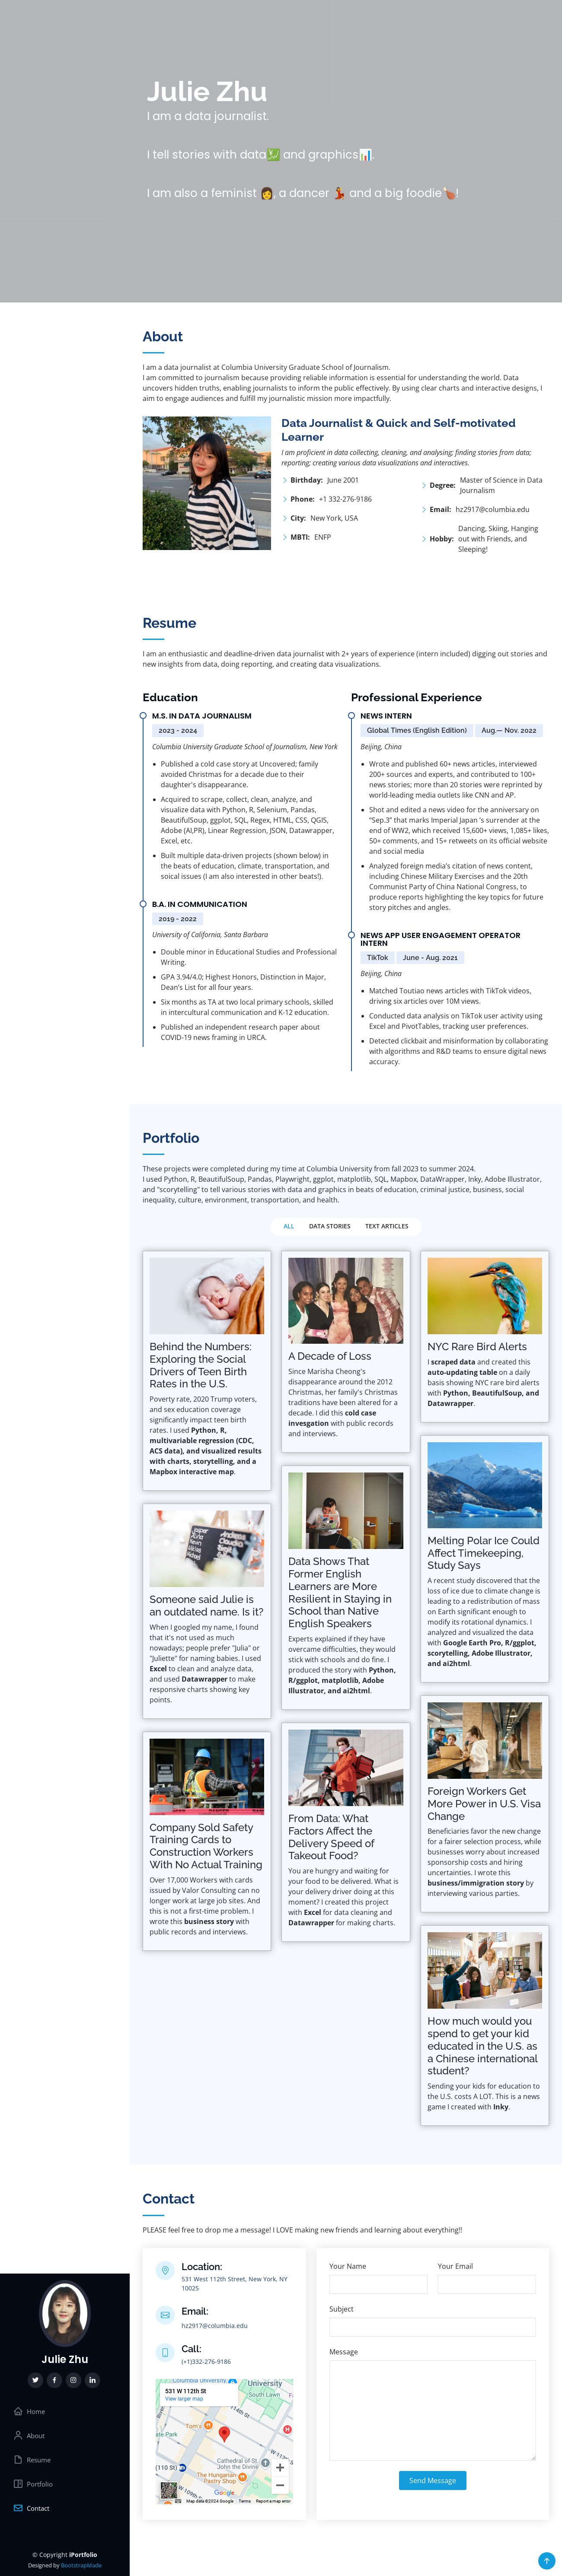 Julie Zhu
I am a data journalist.
I tell stories with data💹 and graphics📊.
I am also a feminist 👩, a dancer 💃 and a big foodie🍗!
About
I am a data journalist at Columbia University Graduate School of Journalism.
I am committed to journalism because providing reliable information is essential for understanding the world. Data
uncovers hidden truths, enabling journalists to inform the public effectively. By using clear charts and interactive designs, I
aim to engage audiences and fulfill my journalistic mission more impactfully.
Data Journalist & Quick and Self-motivated
Learner
I am proficient in data collecting, cleaning, and analysing; finding stories from data;
reporting; creating various data visualizations and interactives.
Birthday: June 2001
Phone: +1 332-276-9186
City: New York, USA
MBTI: ENFP
Degree: Master of Science in Data
Journalism
Email: hz2917@columbia.edu
Hobby: Dancing, Skiing, Hanging
out with Friends, and
Sleeping!
Resume
I am an enthusiastic and deadline-driven data journalist with 2+ years of experience (intern included) digging out stories and
new insights from data, doing reporting, and creating data visualizations.
Education
M.S. IN DATA JOURNALISM
2023 - 2024
Columbia University Graduate School of Journalism, New York
Published a cold case story at Uncovered; family
avoided Christmas for a decade due to their
daughter's disappearance.
Acquired to scrape, collect, clean, analyze, and
visualize data with Python, R, Selenium, Pandas,
BeautifulSoup, ggplot, SQL, Regex, HTML, CSS, QGIS,
Adobe (AI,PR), Linear Regression, JSON, Datawrapper,
Excel, etc.
Built multiple data-driven projects (shown below) in
the beats of education, climate, transportation, and
soical issues (I am also interested in other beats!).
B.A. IN COMMUNICATION
2019 - 2022
University of California, Santa Barbara
Double minor in Educational Studies and Professional
Writing.
GPA 3.94/4.0; Highest Honors, Distinction in Major,
Dean's List for all four years.
Six months as TA at two local primary schools, skilled
in intercultural communication and K-12 education.
Published an independent research paper about
COVID-19 news framing in URCA.
Professional Experience
NEWS INTERN
Global Times (English Edition) Aug.— Nov. 2022
Beijing, China
Wrote and published 60+ news articles, interviewed
200+ sources and experts, and contributed to 100+
news stories; more than 20 stories were reprinted by
world-leading media outlets like CNN and AP.
Shot and edited a news video for the anniversary on
"Sep.3" that marks Imperial Japan 's surrender at the
end of WW2, which received 15,600+ views, 1,085+ likes,
50+ comments, and 15+ retweets on its official website
and social media
Analyzed foreign media's citation of news content,
including Chinese Military Exercises and the 20th
Communist Party of China National Congress, to
produce reports highlighting the key topics for future
story pitches and angles.
NEWS APP USER ENGAGEMENT OPERATOR
INTERN
TikTok June - Aug. 2021
Beijing, China
Matched Toutiao news articles with TikTok videos,
driving six articles over 10M views.
Conducted data analysis on TikTok user activity using
Excel and PivotTables, tracking user preferences.
Detected clickbait and misinformation by collaborating
with algorithms and R&D teams to ensure digital news
accuracy.
Portfolio
These projects were completed during my time at Columbia University from fall 2023 to summer 2024.
I used Python, R, BeautifulSoup, Pandas, Playwright, ggplot, matplotlib, SQL, Mapbox, DataWrapper, Inky, Adobe Illustrator,
and "scorytelling" to tell various stories with data and graphics in beats of education, criminal justice, business, social
inequality, culture, environment, transportation, and health.
ALL DATA STORIES TEXT ARTICLES
Behind the Numbers:
Exploring the Social
Drivers of Teen Birth
Rates in the U.S.
Poverty rate, 2020 Trump voters,
and sex education coverage
significantly impact teen birth
rates. I used Python, R,
multivariable regression (CDC,
ACS data), and visualized results
with charts, storytelling, and a
Mapbox interactive map.
Someone said Julie is
an outdated name. Is it?
When I googled my name, I found
that it's not used as much
nowadays; people prefer "Julia" or
"Juliette" for naming babies. I used
Excel to clean and analyze data,
and used Datawrapper to make
responsive charts showing key
points.
Company Sold Safety
Training Cards to
Construction Workers
With No Actual Training
Over 17,000 Workers with cards
issued by Valor Consulting can no
longer work at large job sites. And
this is not a first-time problem. I
wrote this business story with
public records and interviews.
A Decade of Loss
Since Marisha Cheong's
disappearance around the 2012
Christmas, her family's Christmas
traditions have been altered for a
decade. I did this cold case
invesgation with public records
and interviews.
Data Shows That
Former English
Learners are More
Resilient in Staying in
School than Native
English Speakers
Experts explained if they have
overcame difficulties, they would
stick with schools and do fine. I
produced the story with Python,
R/ggplot, matplotlib, Adobe
Illustrator, and ai2html.
From Data: What
Factors Affect the
Delivery Speed of
Takeout Food?
You are hungry and waiting for
your food to be delivered. What is
your delivery driver doing at this
moment? I created this project
with Excel for data cleaning and
Datawrapper for making charts.
NYC Rare Bird Alerts
I scraped data and created this
auto-updating table on a daily
basis showing NYC rare bird alerts
with Python, BeautifulSoup, and
Datawrapper.
Melting Polar Ice Could
Affect Timekeeping,
Study Says
A recent study discovered that the
loss of ice due to climate change is
leading to a redistribution of mass
on Earth significant enough to
modify its rotational dynamics. I
analyzed and visualized the data
with Google Earth Pro, R/ggplot,
scorytelling, Adobe Illustrator,
and ai2html.
Foreign Workers Get
More Power in U.S. Visa
Change
Beneficiaries favor the new change
for a fairer selection process, while
businesses worry about increased
sponsorship costs and hiring
uncertainties. I wrote this
business/immigration story by
interviewing various parties.
How much would you
spend to get your kid
educated in the U.S. as
a Chinese international
student?
Sending your kids for education to
the U.S. costs A LOT. This is a news
game I created with Inky.
Contact
PLEASE feel free to drop me a message! I LOVE making new friends and learning about everything!!
Location:
531 West 112th Street, New York, NY
10025
Email:
hz2917@columbia.edu
Call:
(+1)332-276-9186
Columbia University
531 W 112th St
View larger map
University
South Lawn
Tom's
Cathedral of St.
John the Divine
The Hungarian
Pastry Shop
(110 St)
Google
Map data ©2024 Google Terms Report a map error
Your Name
Your Email
Subject
Message
Send Message
Julie Zhu
Home
About
Resume
Portfolio
Contact
© Copyright iPortfolio
Designed by BootstrapMade